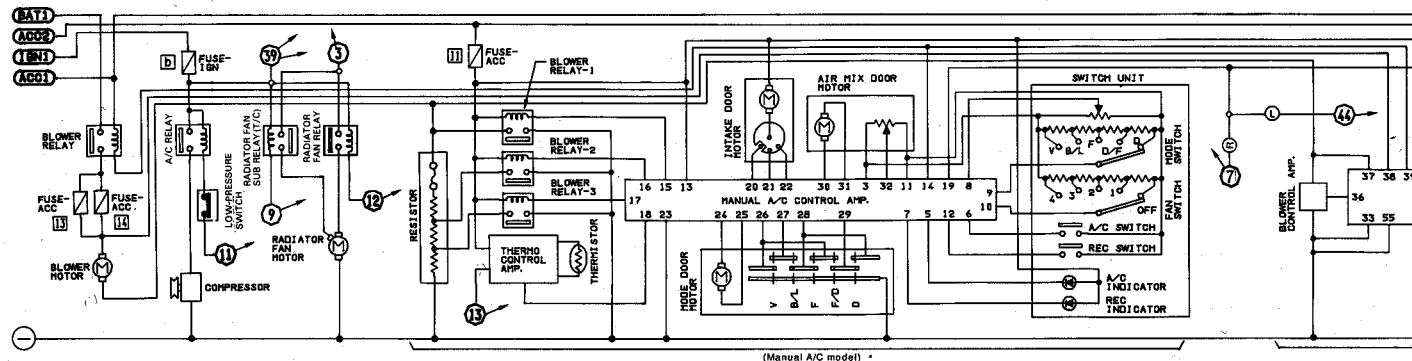 BAT1
ACC2
IGN1
ACC1
b FUSE-IGN
39
3
11 FUSE-ACC
BLOWER RELAY-1
BLOWER RELAY-2
BLOWER RELAY-3
BLOWER RELAY
A/C RELAY
RADIATOR FAN SUB RELAY(T/C)
RADIATOR FAN RELAY
FUSE-ACC 13
FUSE-ACC. 14
LOW-PRESSURE SWITCH
9
12
11
BLOWER MOTOR
COMPRESSOR
RADIATOR FAN MOTOR
M
M
RESISTOR
THERMO CONTROL AMP.
THERMISTOR
13
INTAKE DOOR MOTOR
M
AIR MIX DOOR MOTOR
M
16 15 13 20 21 22 30 31 3 32 11 14 19 8
17 MANUAL A/C CONTROL AMP. 9
10
18 23 24 25 26 27 28 29 7 5 12 6
MODE DOOR MOTOR
M
V B/L F F/D D
SWITCH UNIT
V B/L F D/F D
MODE SWITCH
4 3 2 1 OFF
FAN SWITCH
A/C SWITCH
REC SWITCH
A/C INDICATOR
REC INDICATOR
L
44
R
7
BLOWER CONTROL AMP.
37 38 39
36
33 55
(Manual A/C model)